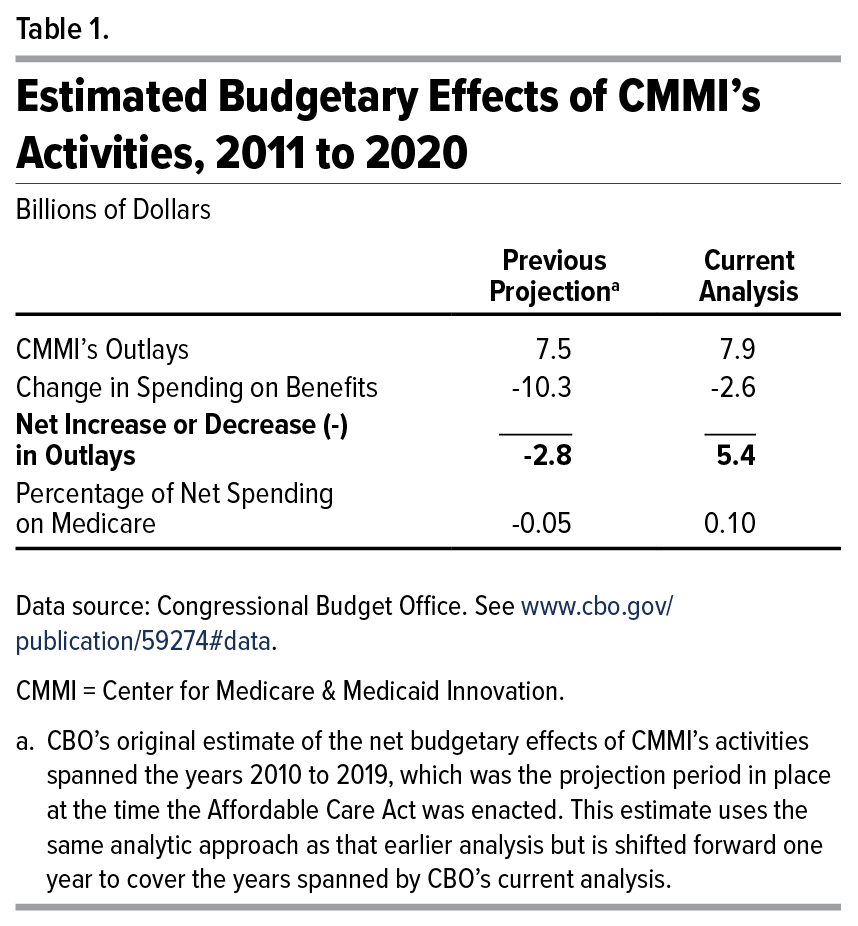 Table 1.
Estimated Budgetary Effects of CMMI’s
Activities, 2011 to 2020
Billions of Dollars
Previous Projectionᵃ Current Analysis
CMMI’s Outlays 7.5 7.9
Change in Spending on Benefits -10.3 -2.6
Net Increase or Decrease (-)
in Outlays -2.8 5.4
Percentage of Net Spending
on Medicare -0.05 0.10
Data source: Congressional Budget Office. See www.cbo.gov/
publication/59274#data.
CMMI = Center for Medicare & Medicaid Innovation.
a. CBO’s original estimate of the net budgetary effects of CMMI’s activities
spanned the years 2010 to 2019, which was the projection period in place
at the time the Affordable Care Act was enacted. This estimate uses the
same analytic approach as that earlier analysis but is shifted forward one
year to cover the years spanned by CBO’s current analysis.